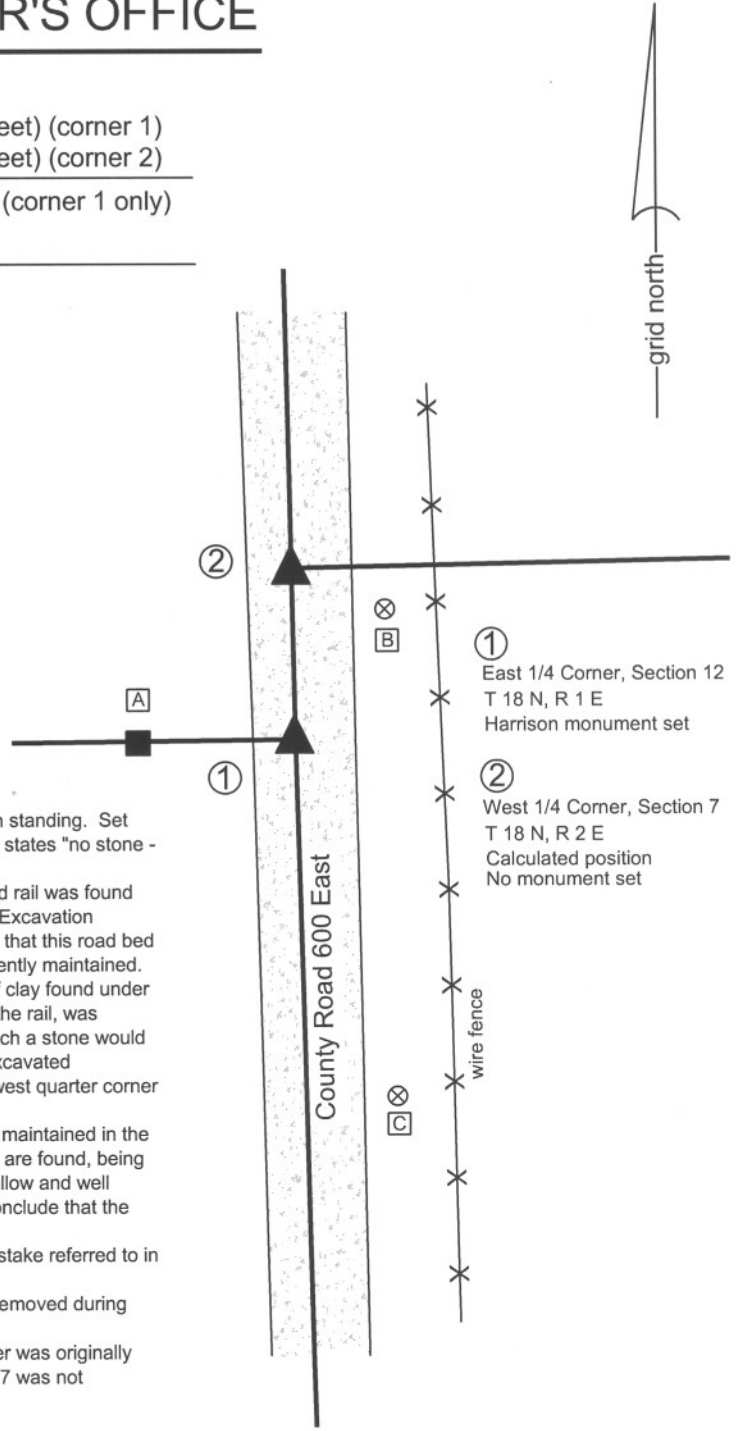 R'S OFFICE
eet) (corner 1)
eet) (corner 2)
(corner 1 only)
grid north
②
B
A
①
①
East 1/4 Corner, Section 12
T 18 N, R 1 E
Harrison monument set
②
West 1/4 Corner, Section 7
T 18 N, R 2 E
Calculated position
No monument set
County Road 600 East
wire fence
C
n standing. Set
states "no stone -
d rail was found
Excavation
that this road bed
ently maintained.
f clay found under
he rail, was
ch a stone would
xcavated
west quarter corner
maintained in the
are found, being
llow and well
onclude that the
stake referred to in
emoved during
er was originally
7 was not